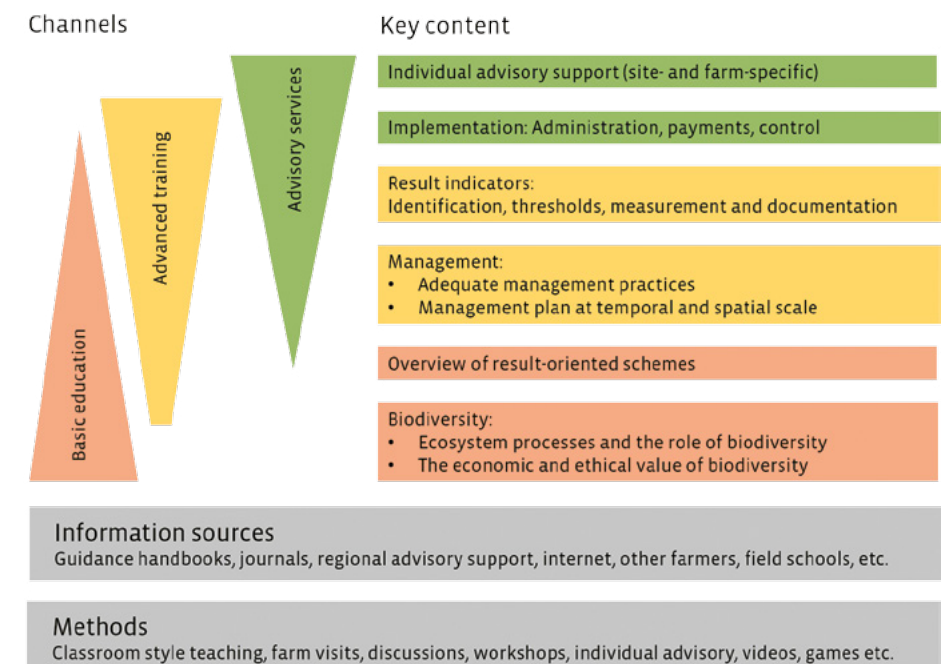 Channels
Key content
Basic education
Advanced training
Advisory services
Individual advisory support (site- and farm-specific)
Implementation: Administration, payments, control
Result indicators:
Identification, thresholds, measurement and documentation
Management:
• Adequate management practices
• Management plan at temporal and spatial scale
Overview of result-oriented schemes
Biodiversity:
• Ecosystem processes and the role of biodiversity
• The economic and ethical value of biodiversity
Information sources
Guidance handbooks, journals, regional advisory support, internet, other farmers, field schools, etc.
Methods
Classroom style teaching, farm visits, discussions, workshops, individual advisory, videos, games etc.